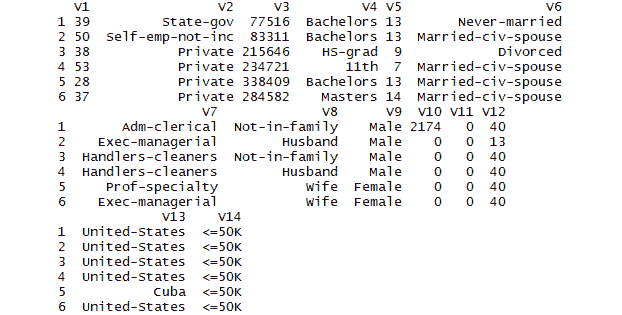 V1 V2 V3 V4 V5 V6
1 39 State-gov 77516 Bachelors 13 Never-married
2 50 Self-emp-not-inc 83311 Bachelors 13 Married-civ-spouse
3 38 Private 215646 HS-grad 9 Divorced
4 53 Private 234721 11th 7 Married-civ-spouse
5 28 Private 338409 Bachelors 13 Married-civ-spouse
6 37 Private 284582 Masters 14 Married-civ-spouse
V7 V8 V9 V10 V11 V12
1 Adm-clerical Not-in-family Male 2174 0 40
2 Exec-managerial Husband Male 0 0 13
3 Handlers-cleaners Not-in-family Male 0 0 40
4 Handlers-cleaners Husband Male 0 0 40
5 Prof-specialty Wife Female 0 0 40
6 Exec-managerial Wife Female 0 0 40
V13 V14
1 United-States <=50K
2 United-States <=50K
3 United-States <=50K
4 United-States <=50K
5 Cuba <=50K
6 United-States <=50K